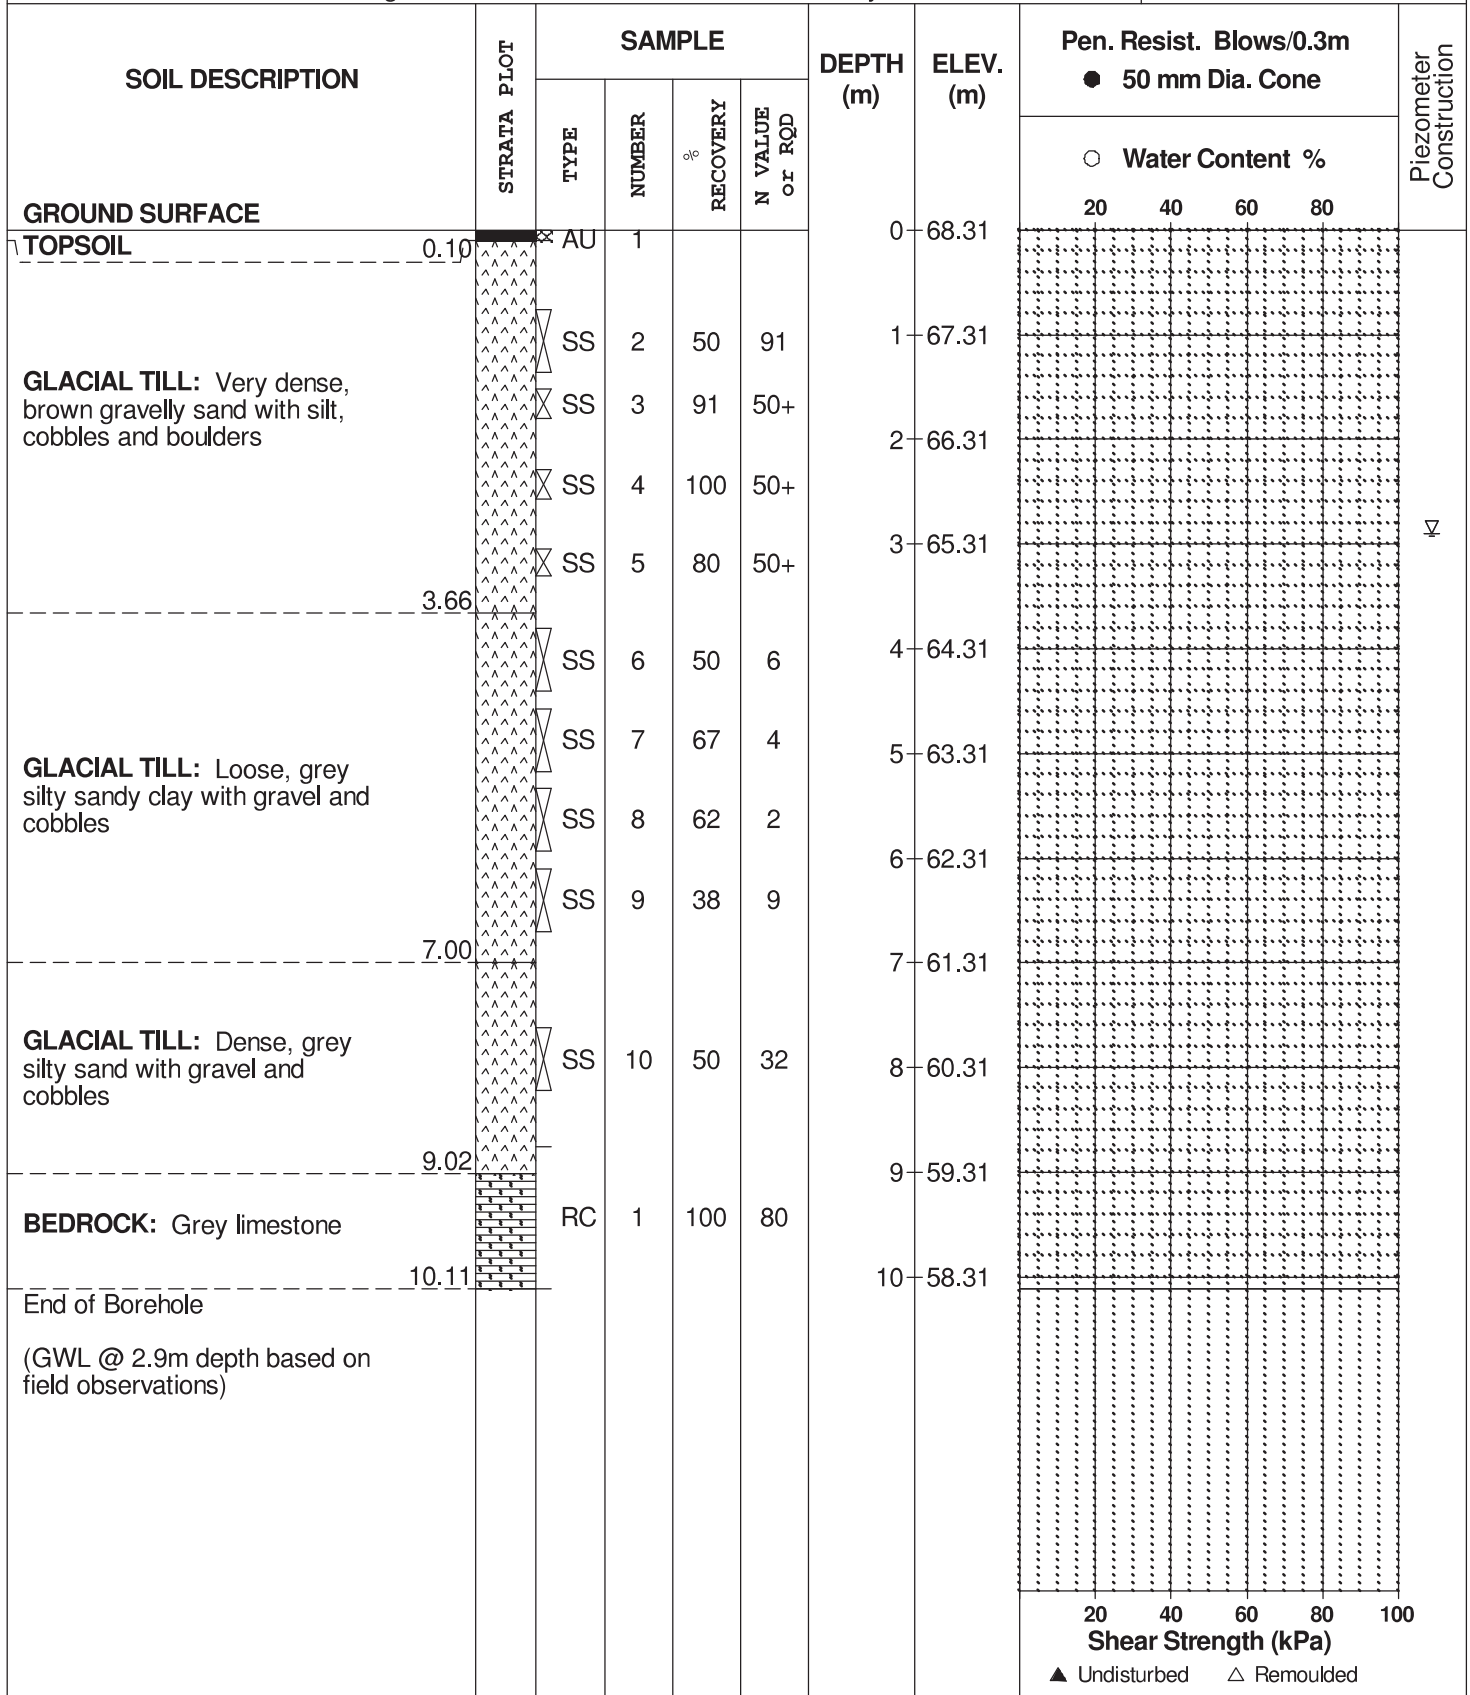 SOIL DESCRIPTION
STRATA PLOT
SAMPLE
TYPE
NUMBER
% RECOVERY
N VALUE or RQD
DEPTH (m)
ELEV. (m)
Pen. Resist. Blows/0.3m
● 50 mm Dia. Cone
○ Water Content %
20 40 60 80
Piezometer Construction
GROUND SURFACE
0 68.31
TOPSOIL 0.10
AU 1
SS 2 50 91
1 67.31
GLACIAL TILL: Very dense,
brown gravelly sand with silt,
cobbles and boulders
SS 3 91 50+
2 66.31
SS 4 100 50+
3 65.31
SS 5 80 50+
3.66
SS 6 50 6
4 64.31
SS 7 67 4
5 63.31
GLACIAL TILL: Loose, grey
silty sandy clay with gravel and
cobbles
SS 8 62 2
6 62.31
SS 9 38 9
7.00
7 61.31
GLACIAL TILL: Dense, grey
silty sand with gravel and
cobbles
SS 10 50 32
8 60.31
9.02
9 59.31
BEDROCK: Grey limestone
RC 1 100 80
10.11
10 58.31
End of Borehole
(GWL @ 2.9m depth based on
field observations)
20 40 60 80 100
Shear Strength (kPa)
▲ Undisturbed △ Remoulded